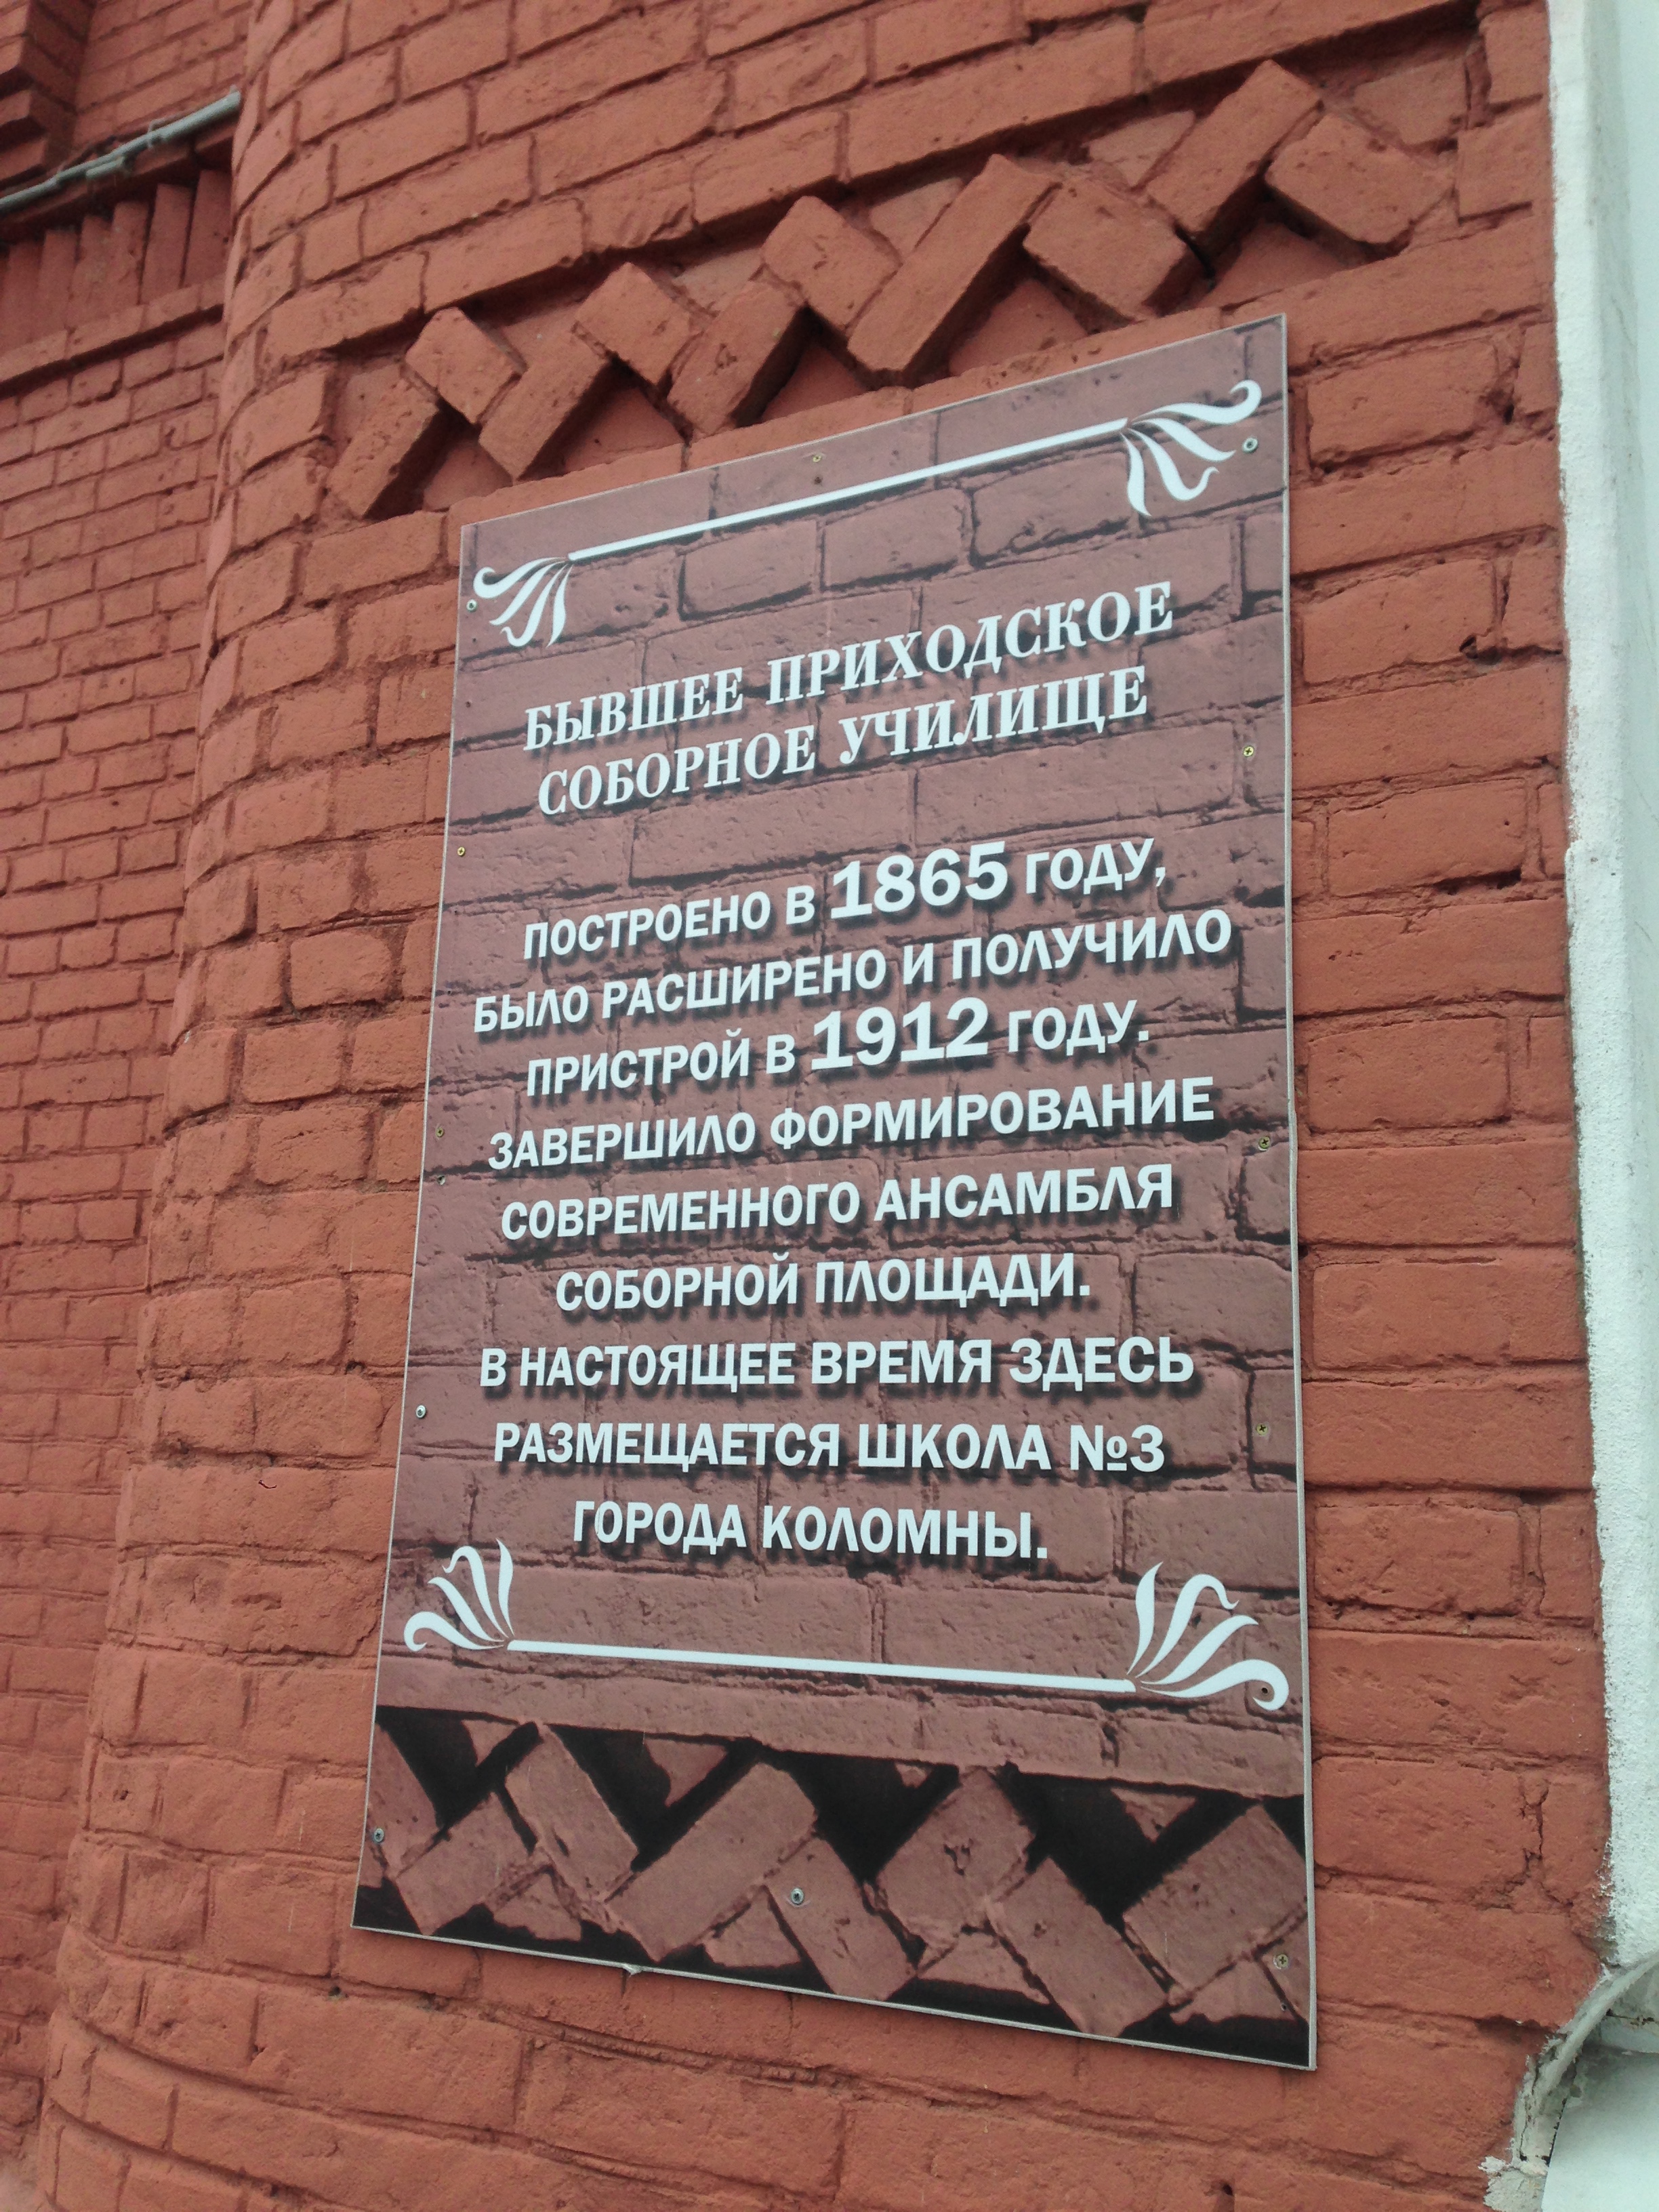 БЫВШЕЕ ПРИХОДСКОЕ
СОБОРНОЕ УЧИЛИЩЕ
ПОСТРОЕНО В 1865 ГОДУ,
БЫЛО РАСШИРЕНО И ПОЛУЧИЛО
ПРИСТРОЙ В 1912 ГОДУ.
ЗАВЕРШИЛО ФОРМИРОВАНИЕ
СОВРЕМЕННОГО АНСАМБЛЯ
СОБОРНОЙ ПЛОЩАДИ.
В НАСТОЯЩЕЕ ВРЕМЯ ЗДЕСЬ
РАЗМЕЩАЕТСЯ ШКОЛА №3
ГОРОДА КОЛОМНЫ.